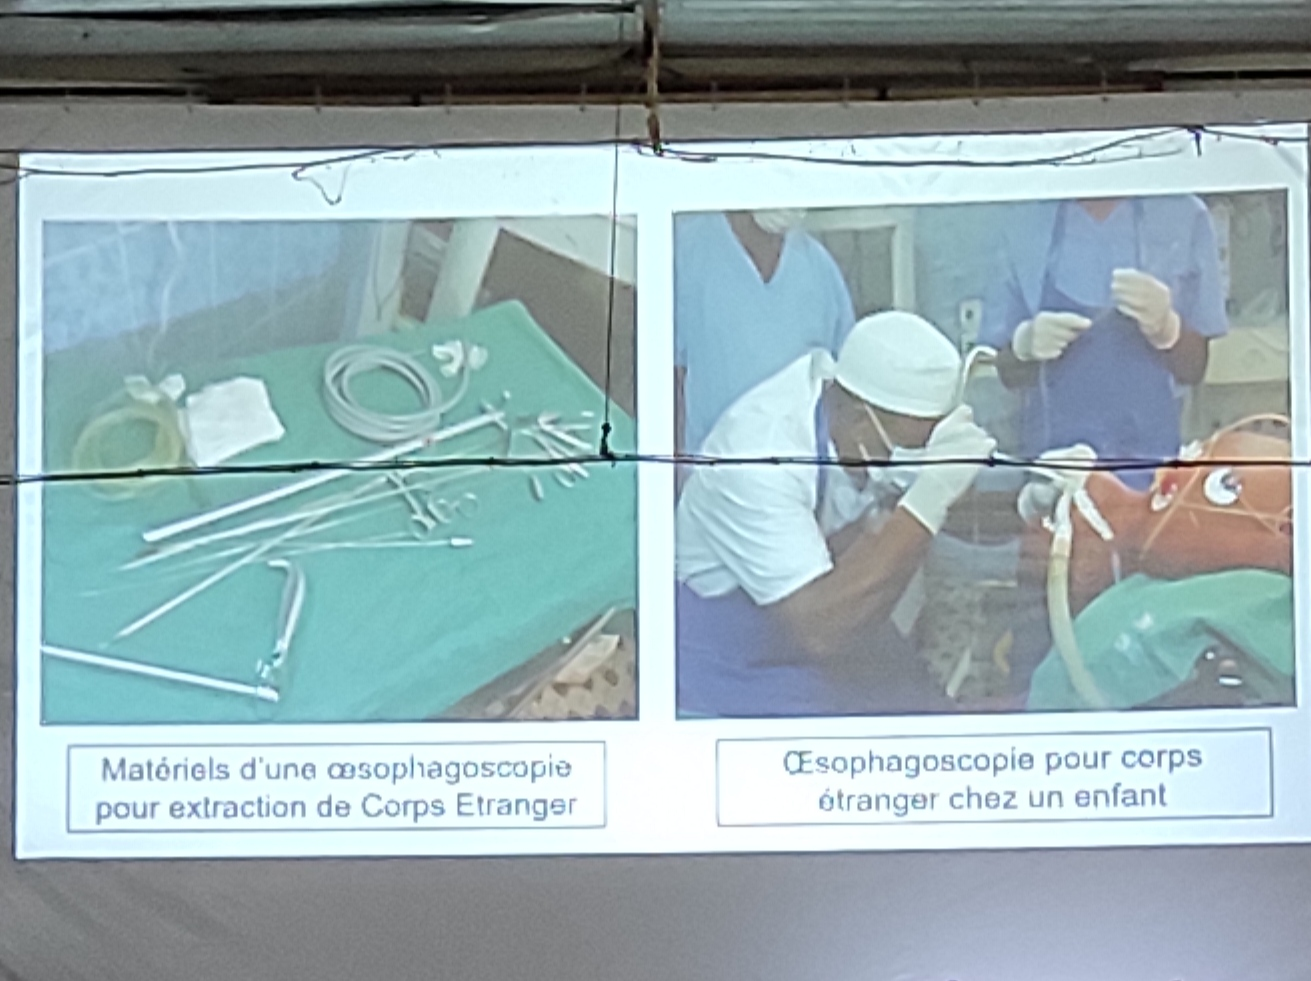 Matériels d'une œsophagoscopie
pour extraction de Corps Etranger
Œsophagoscopie pour corps
étranger chez un enfant